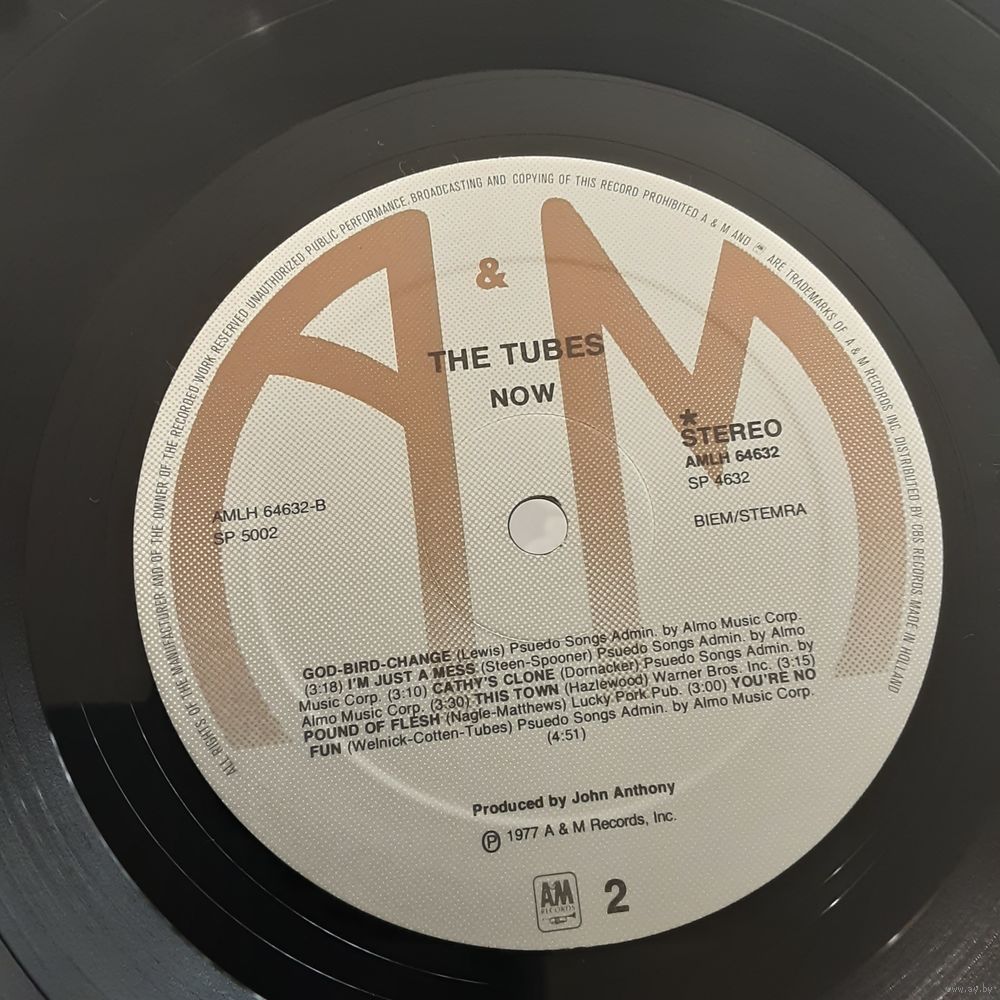 ALL RIGHTS OF THE MANUFACTURER AND OF THE OWNER OF THE RECORDED WORK RESERVED UNAUTHORIZED PUBLIC PERFORMANCE, BROADCASTING AND COPYING OF THIS RECORD PROHIBITED A & M AND AM ARE TRADEMARKS OF A & M RECORDS INC. DISTRIBUTED BY CBS RECORDS MADE IN HOLLAND
A & M
THE TUBES
NOW
*
STEREO
AMLH 64632
SP 4632
AMLH 64632-B
SP 5002
BIEM/STEMRA
GOD-BIRD-CHANGE (Lewis) Psuedo Songs Admin. by Almo Music Corp.
(3:18) I'M JUST A MESS (Steen-Spooner) Psuedo Songs Admin. by Almo
Music Corp. (3:10) CATHY'S CLONE (Dornacker) Psuedo Songs Admin. by
Almo Music Corp. (3:30) THIS TOWN (Hazlewood) Warner Bros. Inc. (3:15)
POUND OF FLESH (Nagle-Matthews) Lucky Pork Pub. (3:00) YOU'RE NO
FUN (Welnick-Cotten-Tubes) Psuedo Songs Admin. by Almo Music Corp.
(4:51)
Produced by John Anthony
Ⓟ 1977 A & M Records, Inc.
AM
RECORDS
2
www.ay.by